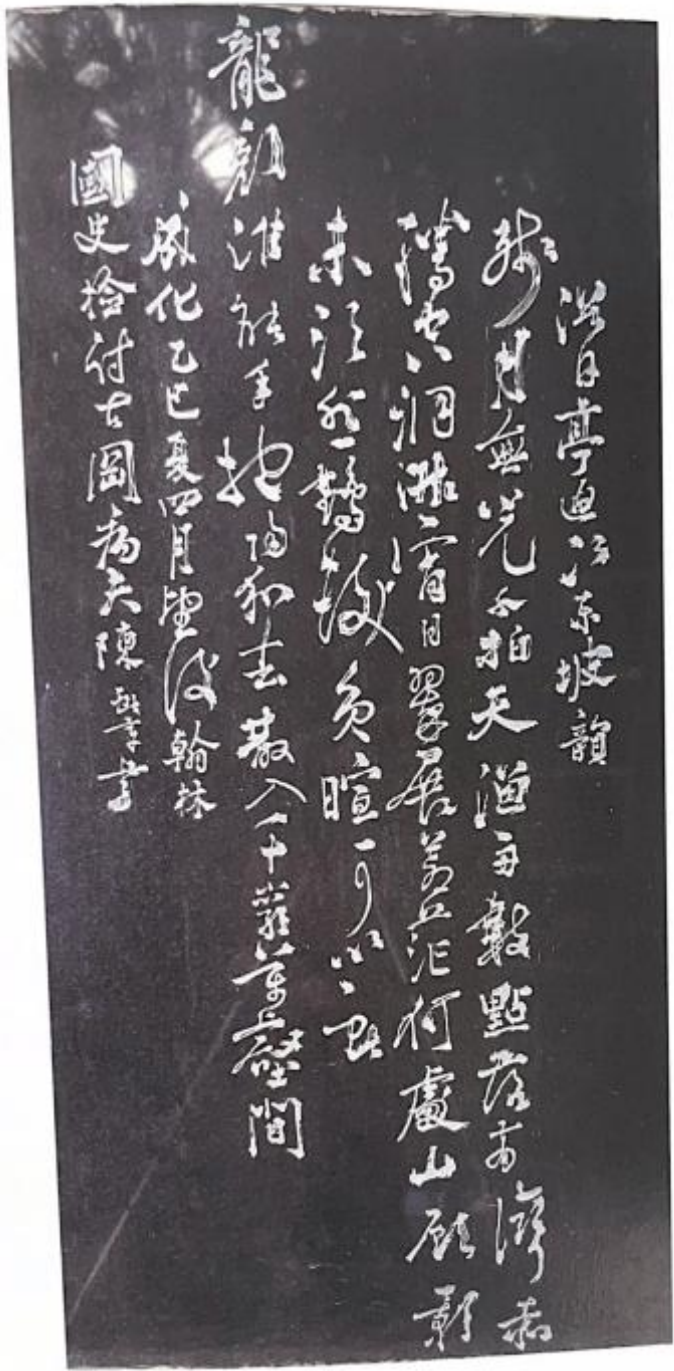 浴日亭追次东坡韻
殘月無光水拍天漁舟數點落前灣赤
騰空洞昨宵日翠展蒼茫何處山顧影
未須愁鶴髮負暄可以獻
龍顏誰能手抱陽和去散入千巖萬壑間
成化乙巳夏四月望後翰林
國史檢討古岡病夫陳獻章書